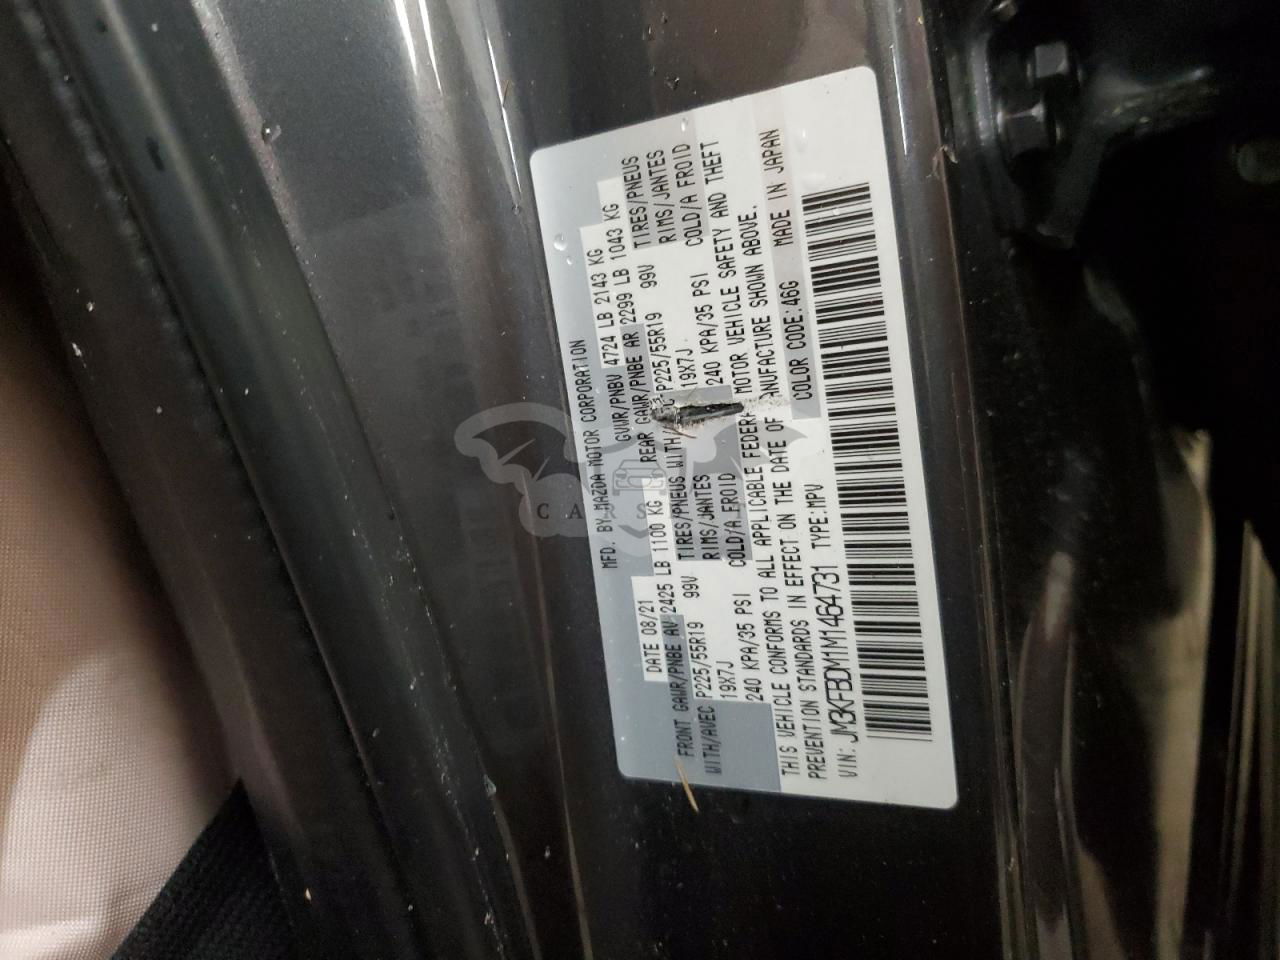 MFD. BY MAZDA MOTOR CORPORATION
DATE 08/21 GVWR/PNBV 4724 LB 2143 KG
FRONT GAWR/PNBE AV 2425 LB 1100 KG REAR GAWR/PNBE AR 2299 LB 1043 KG
WITH/AVEC P225/55R19 99V TIRES/PNEUS WITH/ P225/55R19 99V TIRES/PNEUS
19X7J RIMS/JANTES 19X7J RIMS/JANTES
240 KPA/35 PSI COLD/A FROID 240 KPA/35 PSI COLD/A FROID
THIS VEHICLE CONFORMS TO ALL APPLICABLE MOTOR VEHICLE SAFETY AND THEFT
PREVENTION STANDARDS IN EFFECT ON THE DATE OF MANUFACTURE SHOWN ABOVE.
VIN: JM3KFBDM1M1464731 TYPE:MPV COLOR CODE:46G MADE IN JAPAN